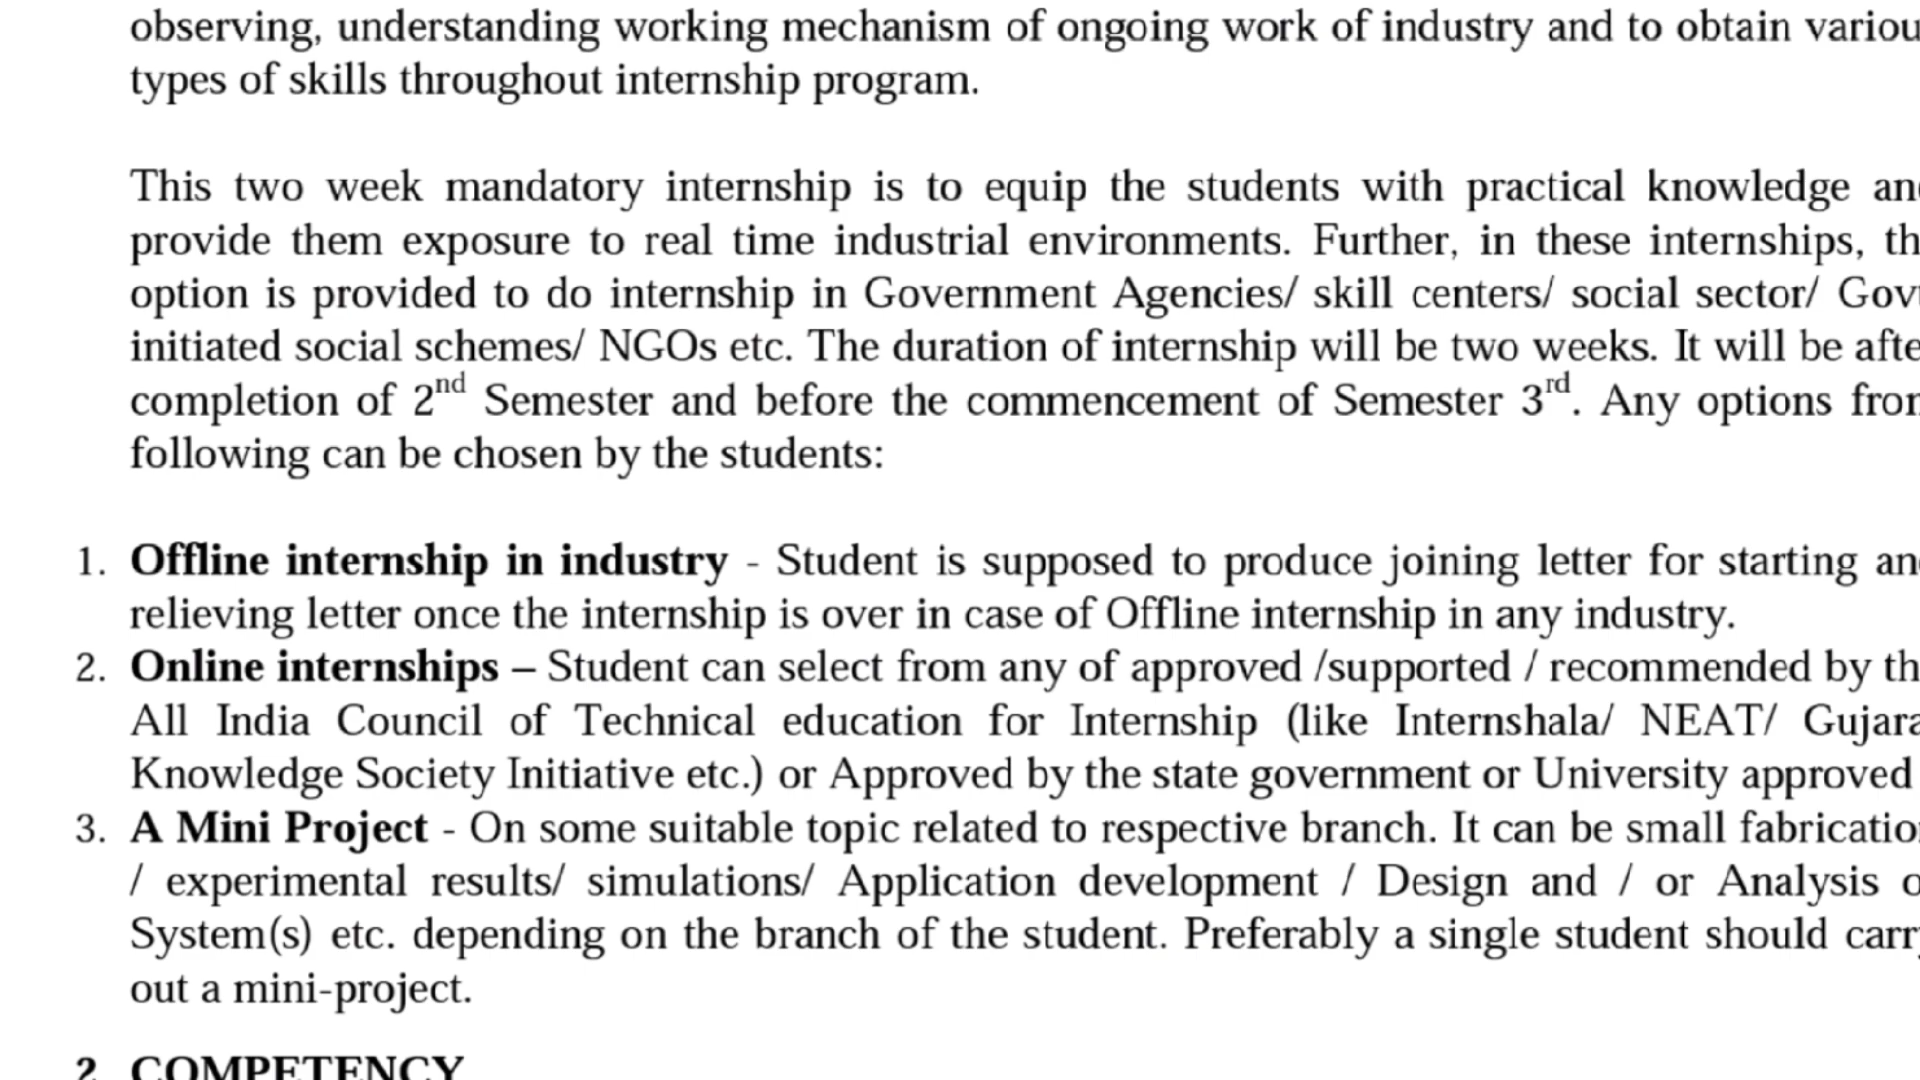 observing, understanding working mechanism of ongoing work of industry and to obtain variou
types of skills throughout internship program.
This two week mandatory internship is to equip the students with practical knowledge an
provide them exposure to real time industrial environments. Further, in these internships, th
option is provided to do internship in Government Agencies/ skill centers/ social sector/ Gov
initiated social schemes/ NGOs etc. The duration of internship will be two weeks. It will be afte
completion of 2nd Semester and before the commencement of Semester 3rd. Any options from
following can be chosen by the students:
1. Offline internship in industry - Student is supposed to produce joining letter for starting an
relieving letter once the internship is over in case of Offline internship in any industry.
2. Online internships – Student can select from any of approved /supported / recommended by th
All India Council of Technical education for Internship (like Internshala/ NEAT/ Gujara
Knowledge Society Initiative etc.) or Approved by the state government or University approved
3. A Mini Project - On some suitable topic related to respective branch. It can be small fabricatio
/ experimental results/ simulations/ Application development / Design and / or Analysis o
System(s) etc. depending on the branch of the student. Preferably a single student should carry
out a mini-project.
2. COMPETENCY